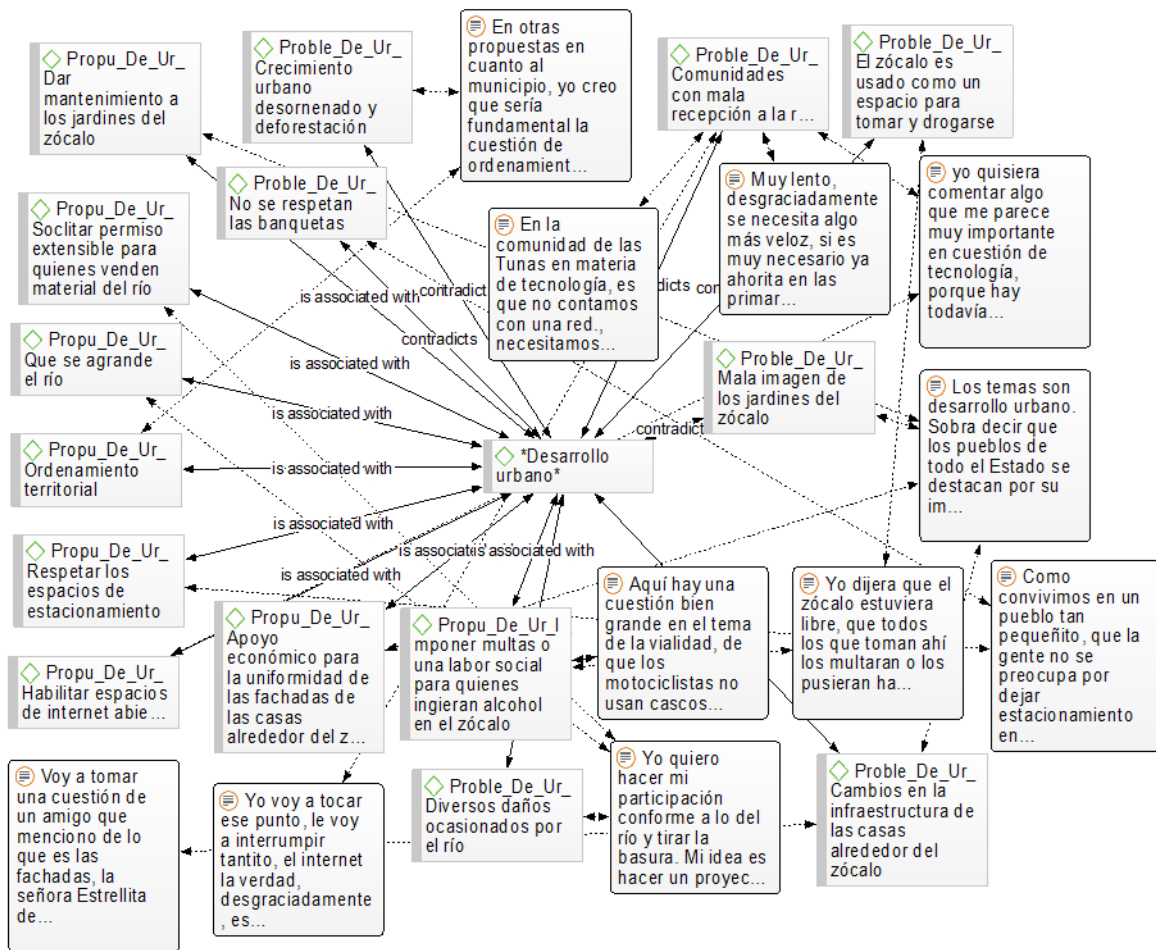 Propu_De_Ur_
Dar
mantenimiento a
los jardines del
zócalo
Proble_De_Ur_
Crecimiento
urbano
desornenado y
deforestación
En otras
propuestas en
cuanto al
municipio, yo creo
que sería
fundamental la
cuestión de
ordenamient...
Proble_De_Ur_
Comunidades
con mala
recepción a la r...
Proble_De_Ur_
El zócalo es
usado como un
espacio para
tomar y drogarse
Proble_De_Ur_
No se respetan
las banquetas
Muy lento,
desgraciadamente
se necesita algo
más veloz, si es
muy necesario ya
ahorita en las
primar...
yo quisiera
comentar algo
que me parece
muy importante
en cuestión de
tecnología,
porque hay
todavía...
Propu_De_Ur_
Soclitar permiso
extensible para
quienes venden
material del río
En la
comunidad de las
Tunas en materia
de tecnología, es
que no contamos
con una red.,
necesitamos...
is associated with
contradicts
dicts
contradicts
is associated with
Propu_De_Ur_
Que se agrande
el río
Proble_De_Ur_
Mala imagen de
los jardines del
zócalo
is associated with
contradict
Los temas son
desarrollo urbano.
Sobra decir que
los pueblos de
todo el Estado se
destacan por su
im...
Propu_De_Ur_
Ordenamiento
territorial
is associated with
*Desarrollo
urbano*
is associated with
Propu_De_Ur_
Respetar los
espacios de
estacionamiento
is associated with
is associat
is associated with
Propu_De_Ur_
Habilitar espacios
de internet abie...
Propu_De_Ur_
Apoyo
económico para
la uniformidad de
las fachadas de
las casas
alrededor del z...
Propu_De_Ur_I
mponer multas o
una labor social
para quienes
ingieran alcohol
en el zócalo
Aquí hay una
cuestión bien
grande en el tema
de la vialidad, de
que los
motociclistas no
usan cascos...
Yo dijera que el
zócalo estuviera
libre, que todos
los que toman ahí
los multaran o los
pusieran ha...
Como
convivimos en un
pueblo tan
pequeñito, que la
gente no se
preocupa por
dejar
estacionamiento
en...
Voy a tomar
una cuestión de
un amigo que
menciono de lo
que es las
fachadas, la
señora Estrellita
de...
Yo voy a tocar
ese punto, le voy
a interrumpir
tantito, el internet
la verdad,
desgraciadamente
, es...
Proble_De_Ur_
Diversos daños
ocasionados por
el río
Yo quiero
hacer mi
participación
conforme a lo del
río y tirar la
basura. Mi idea es
hacer un proyec...
Proble_De_Ur_
Cambios en la
infraestructura de
las casas
alrededor del
zócalo